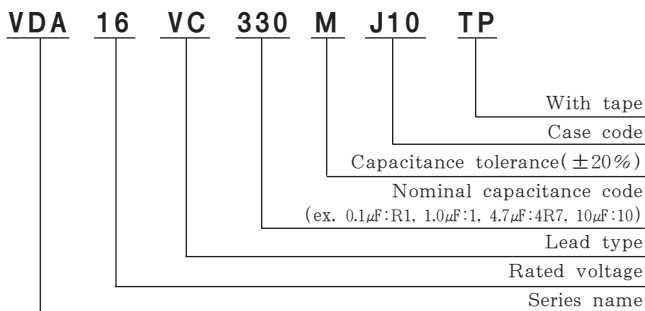 VDA 16 VC 330 M J10 TP
With tape
Case code
Capacitance tolerance(±20%)
Nominal capacitance code
(ex. 0.1μF:R1, 1.0μF:1, 4.7μF:4R7, 10μF:10)
Lead type
Rated voltage
Series name